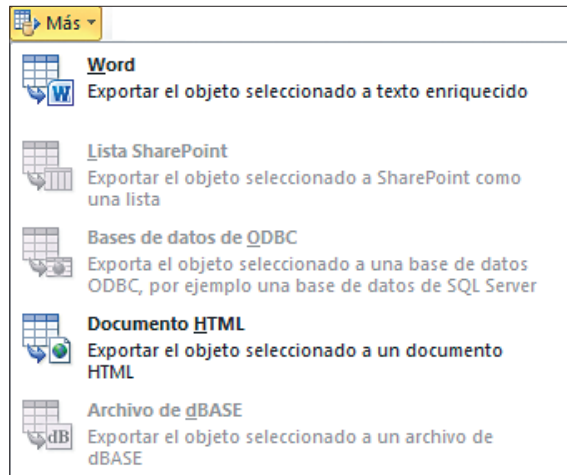 Más
Word
Exportar el objeto seleccionado a texto enriquecido
Lista SharePoint
Exportar el objeto seleccionado a SharePoint como
una lista
Bases de datos de ODBC
Exporta el objeto seleccionado a una base de datos
ODBC, por ejemplo una base de datos de SQL Server
Documento HTML
Exportar el objeto seleccionado a un documento
HTML
Archivo de dBASE
Exportar el objeto seleccionado a un archivo de
dBASE